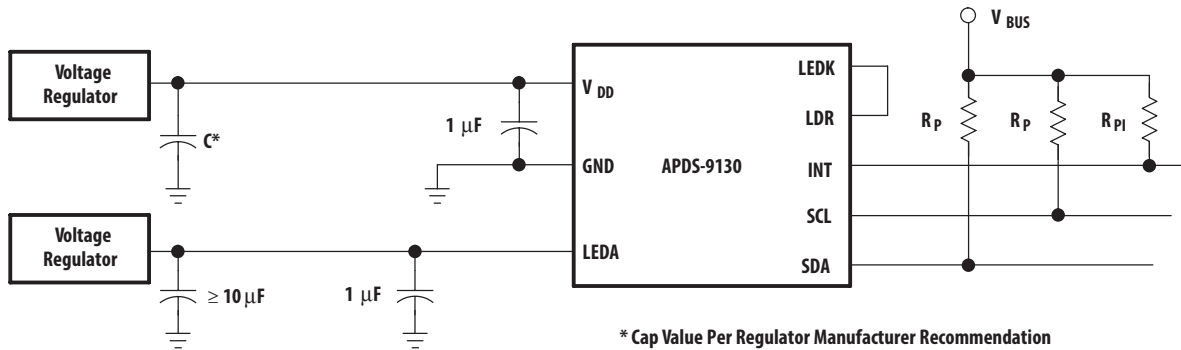 Voltage
Regulator
C*
1 µF
V DD
GND
LEDA
APDS-9130
LEDK
LDR
INT
SCL
SDA
V BUS
R P
R P
R PI
Voltage
Regulator
≥ 10 µF
1 µF
* Cap Value Per Regulator Manufacturer Recommendation